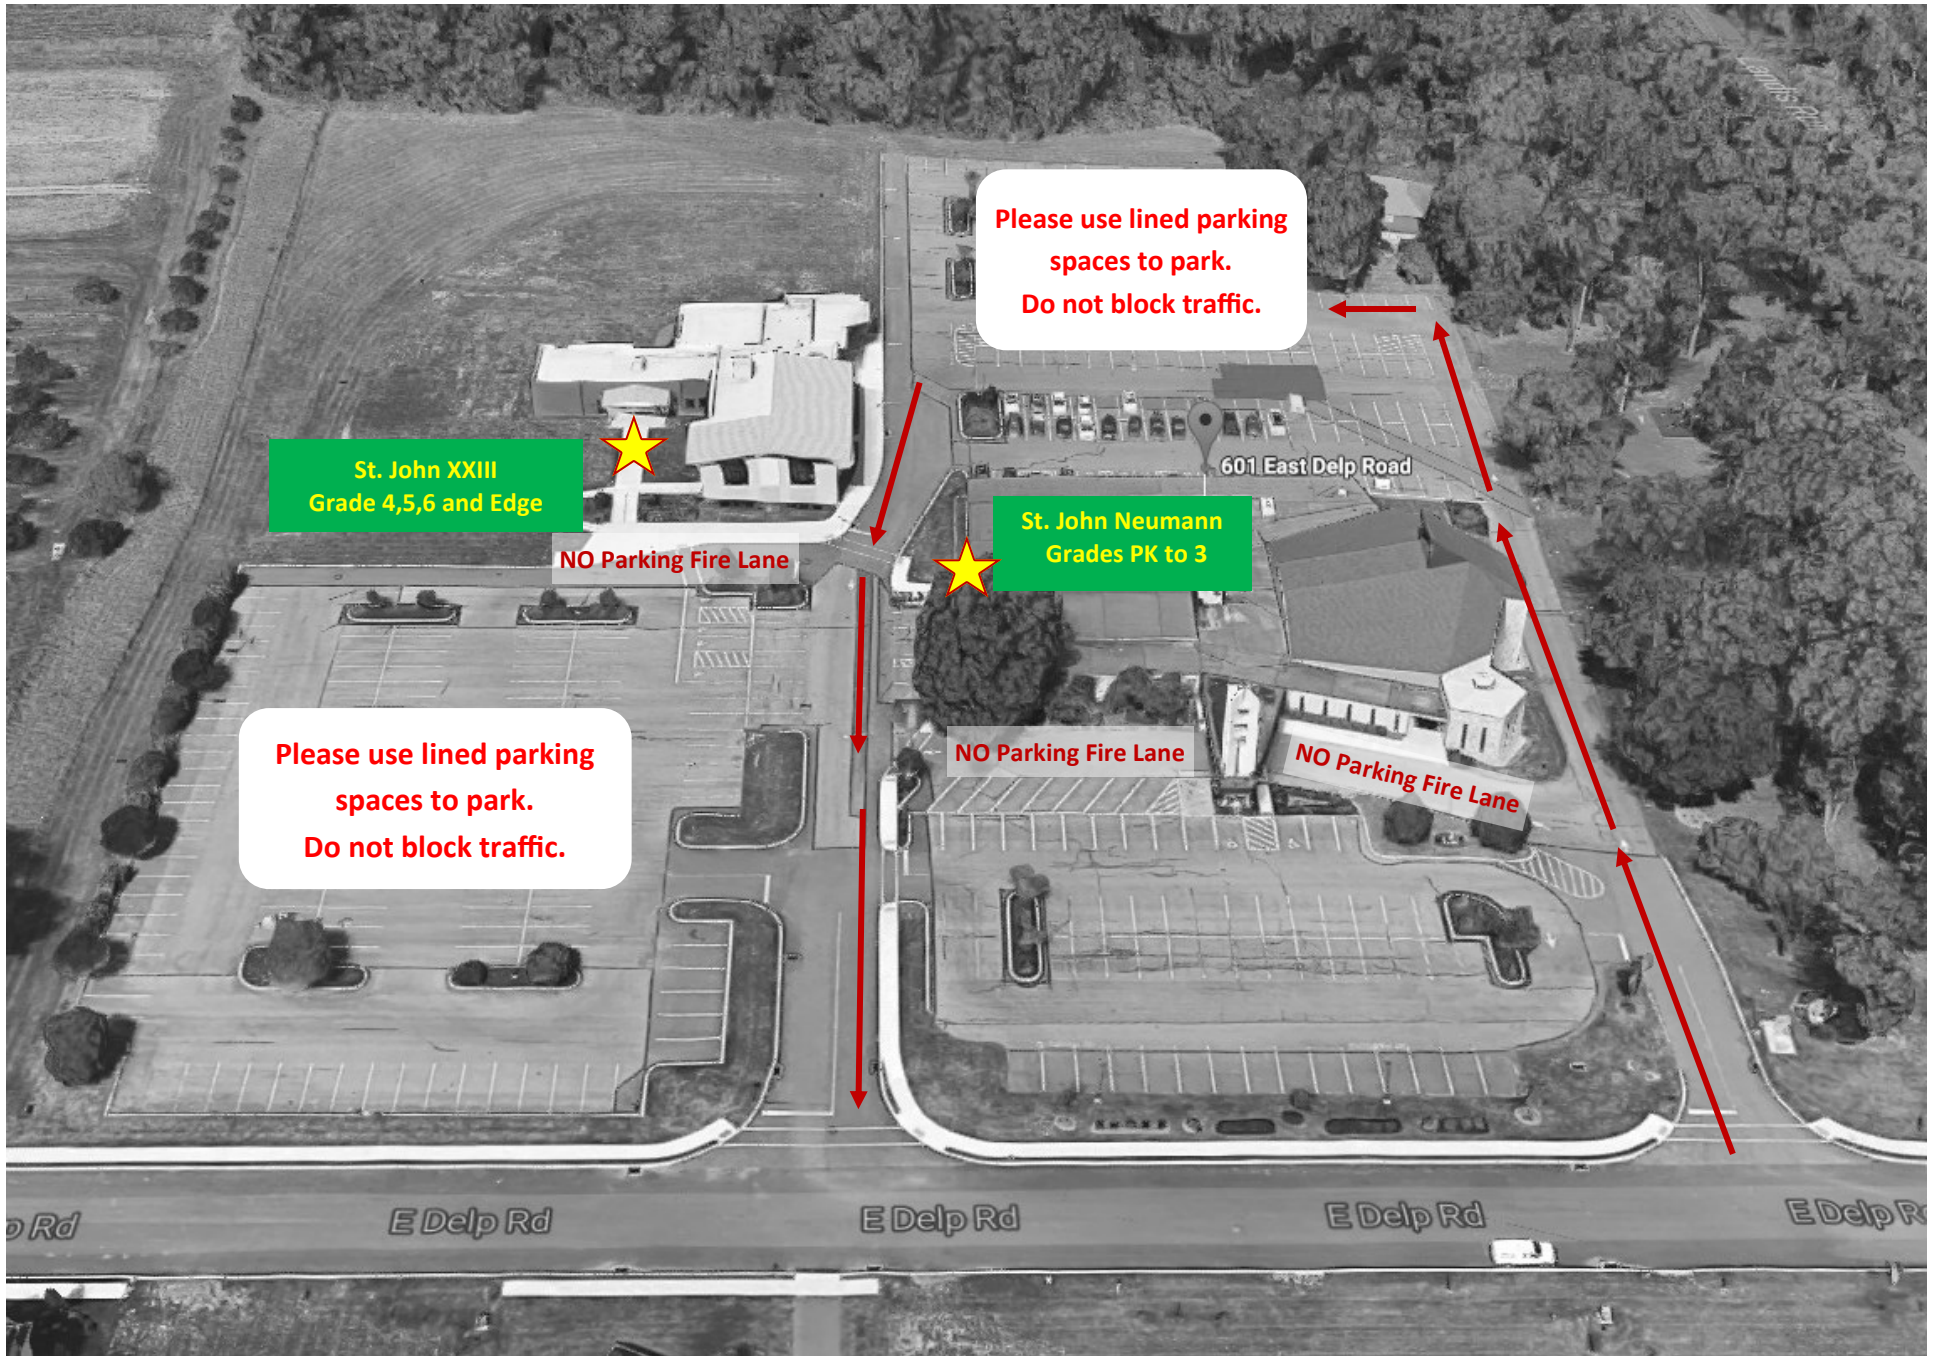 Landis Rd
Please use lined parking
spaces to park.
Do not block traffic.
601 East Delp Road
St. John XXIII
Grade 4,5,6 and Edge
St. John Neumann
Grades PK to 3
NO Parking Fire Lane
NO Parking Fire Lane
NO Parking Fire Lane
Please use lined parking
spaces to park.
Do not block traffic.
p Rd
E Delp Rd
E Delp Rd
E Delp Rd
E Delp R